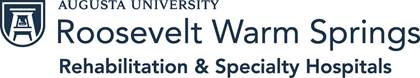 AUGUSTA UNIVERSITY
Roosevelt Warm Springs
Rehabilitation & Specialty Hospitals